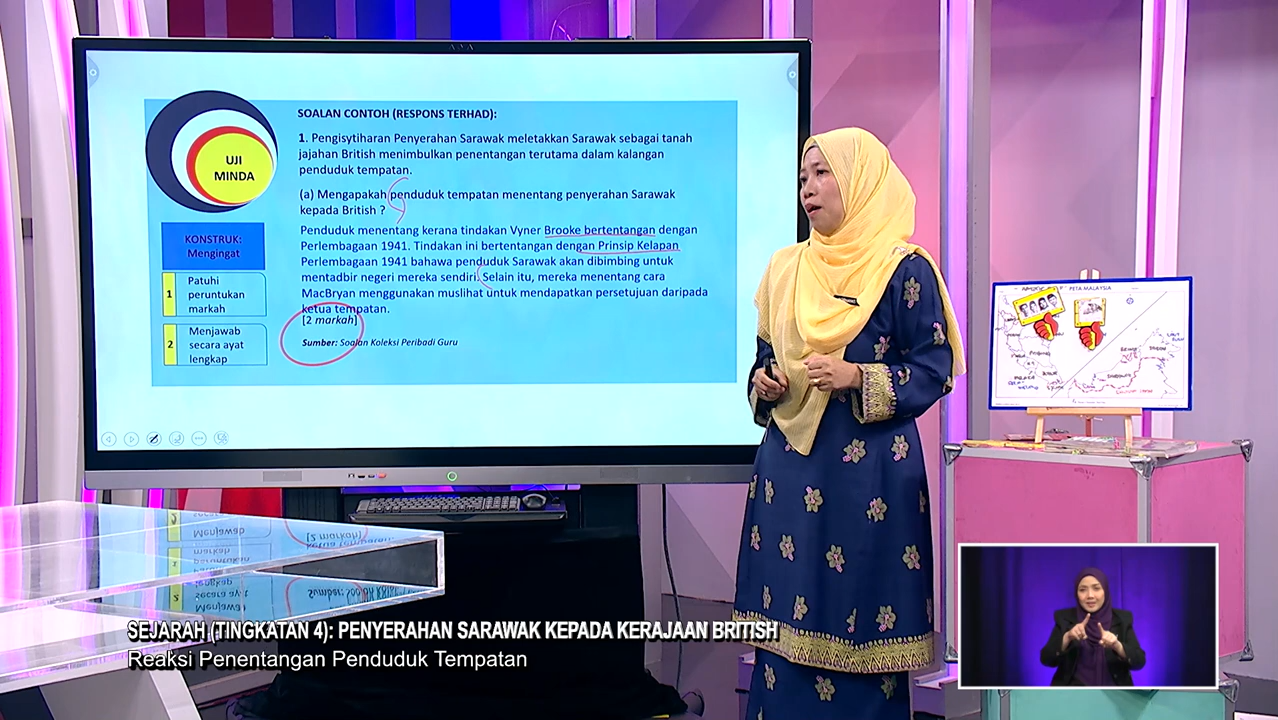 SOALAN CONTOH (RESPONS TERHAD):
1. Pengisytiharan Penyerahan Sarawak meletakkan Sarawak sebagai tanah
jajahan British menimbulkan penentangan terutama dalam kalangan
penduduk tempatan.
UJI
MINDA
(a) Mengapakah penduduk tempatan menentang penyerahan Sarawak
kepada British ?
Penduduk menentang kerana tindakan Vyner Brooke bertentangan dengan
Perlembagaan 1941. Tindakan ini bertentangan dengan Prinsip Kelapan
Perlembagaan 1941 bahawa penduduk Sarawak akan dibimbing untuk
mentadbir negeri mereka sendiri. Selain itu, mereka menentang cara
MacBryan menggunakan muslihat untuk mendapatkan persetujuan daripada
ketua tempatan.
[2 markah]
Sumber: Soalan Koleksi Peribadi Guru
KONSTRUK:
Mengingat
1
Patuhi
peruntukan
markah
2
Menjawab
secara ayat
lengkap
PETA MALAYSIA
SEJARAH (TINGKATAN 4): PENYERAHAN SARAWAK KEPADA KERAJAAN BRITISH
Reaksi Penentangan Penduduk Tempatan